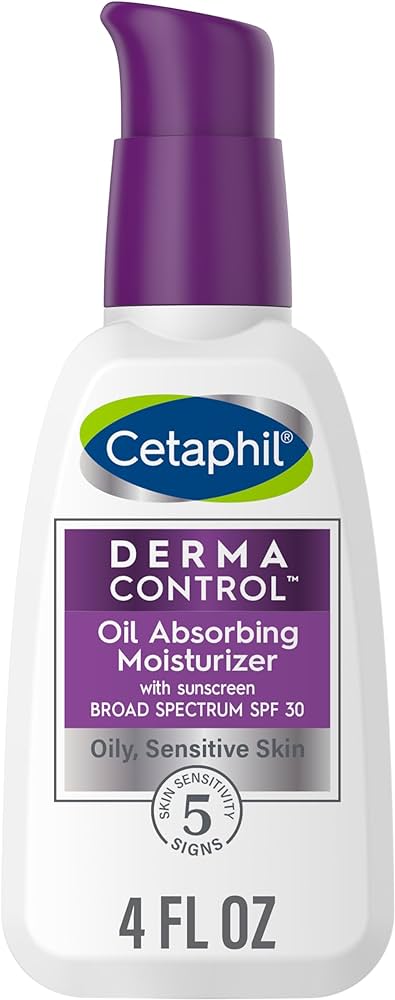 Cetaphil®
DERMA
CONTROL™
Oil Absorbing
Moisturizer
with sunscreen
BROAD SPECTRUM SPF 30
Oily, Sensitive Skin
SKIN SENSITIVITY
5
SIGNS
4 FL OZ